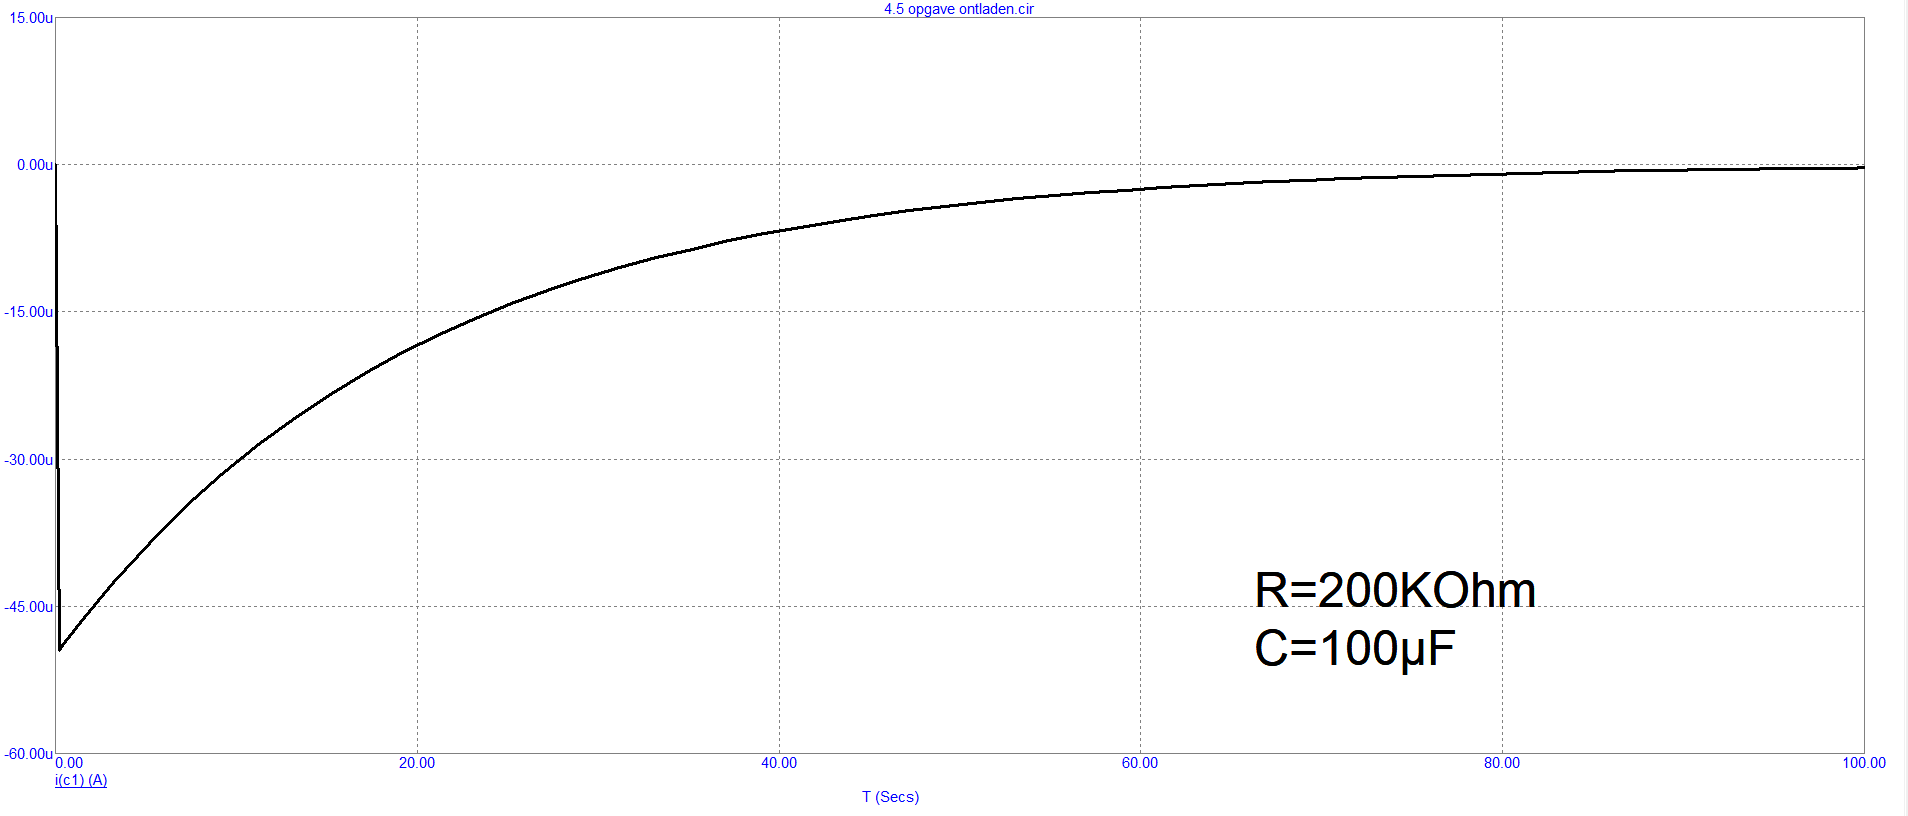 4.5 opgave ontladen.cir
15.00u
0.00u
-15.00u
-30.00u
-45.00u
-60.00u
R=200KOhm
C=100µF
0.00 20.00 40.00 60.00 80.00 100.00
i(c1) (A)
T (Secs)